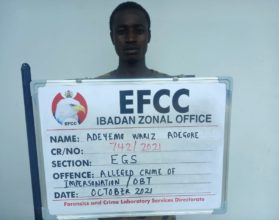 EFCC
IBADAN ZONAL OFFICE
NAME: ADEYEMO WARIZ ADEGOKE
CR/NO: 742/2021
SECTION: EGS
OFFENCE: ALLEGED CRIME OF
IMPERSONATION/OBT
DATE: OCTOBER 2021
Forensics and Crime Laboratory Services Directorate